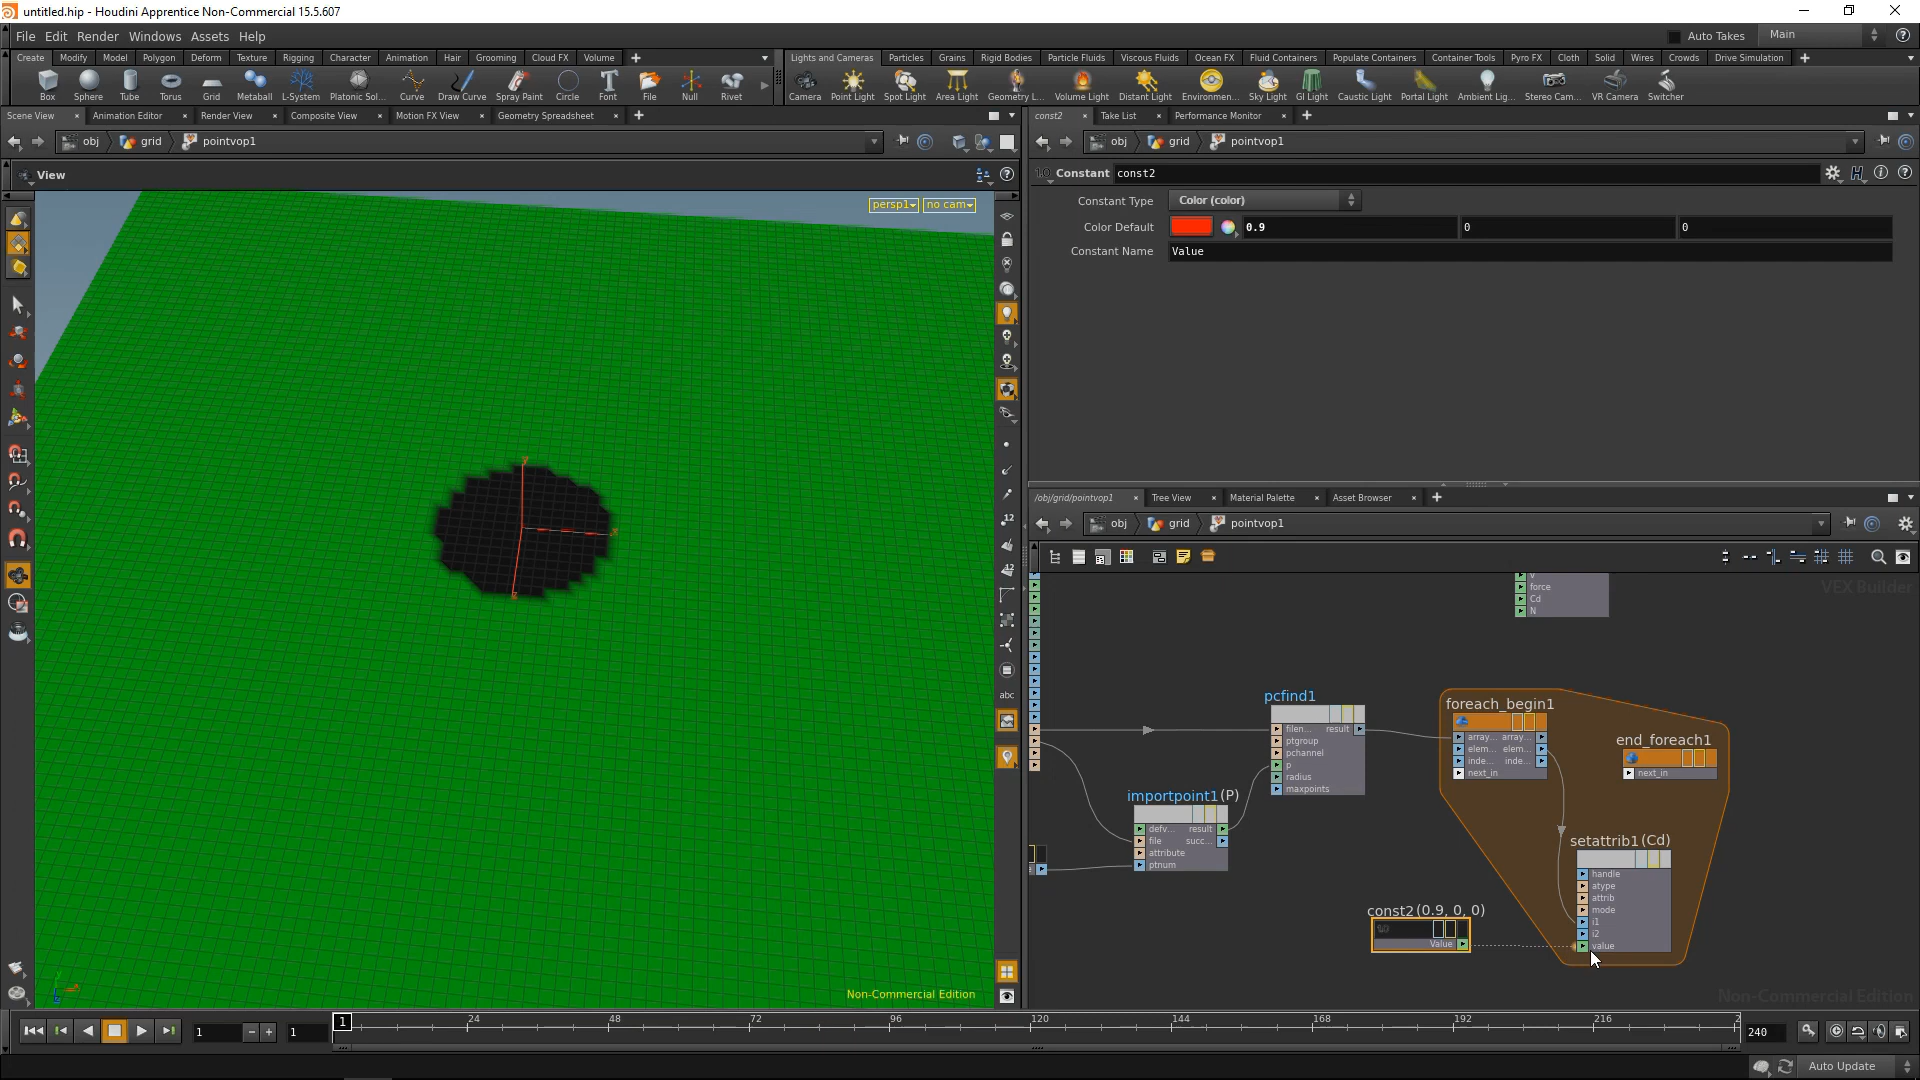 untitled.hip - Houdini Apprentice Non-Commercial 15.5.607
File Edit Render Windows Assets Help
Auto Takes Main
Create Modify Model Polygon Deform Texture Rigging Character Animation Hair Grooming Cloud FX Volume
Lights and Cameras Particles Grains Rigid Bodies Particle Fluids Viscous Fluids Ocean FX Fluid Containers Populate Containers Container Tools Pyro FX Cloth Solid Wires Crowds Drive Simulation
Box Sphere Tube Torus Grid Metaball L-System Platonic Sol... Curve Draw Curve Spray Paint Circle Font File Null Rivet
Camera Point Light Spot Light Area Light Geometry L... Volume Light Distant Light Environmen... Sky Light GI Light Caustic Light Portal Light Ambient Lig... Stereo Cam... VR Camera Switcher
Scene View Animation Editor Render View Composite View Motion FX View Geometry Spreadsheet
const2 Take List Performance Monitor
obj grid pointvop1
obj grid pointvop1
View
Constant const2
Constant Type Color (color)
Color Default 0.9 0 0
Constant Name Value
persp1 no cam
y
x
z
12
12
abc
Non-Commercial Edition
/obj/grid/pointvop1 Tree View Material Palette Asset Browser
obj grid pointvop1
VEX Builder
v
force
Cd
N
pcfind1
filen... result
ptgroup
pchannel
p
radius
maxpoints
foreach_begin1
array... array...
elem... elem...
inde... inde...
next_in
end_foreach1
next_in
importpoint1 (P)
defv... result
file succ...
attribute
ptnum
setattrib1 (Cd)
handle
atype
attrib
mode
i1
i2
value
const2 (0.9, 0, 0)
Value
Non-Commercial Edition
1 1 1 24 48 72 96 120 144 168 192 216 2 240
Auto Update